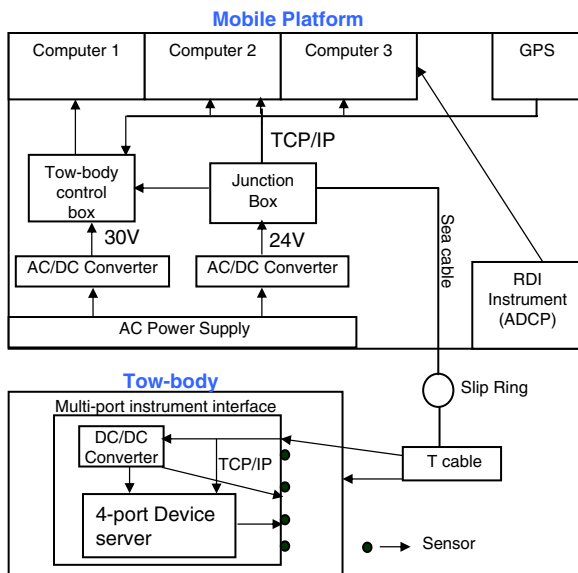 Mobile Platform
Computer 1
Computer 2
Computer 3
GPS
TCP/IP
Tow-body
control
box
Junction
Box
Sea cable
30V
24V
AC/DC Converter
AC/DC Converter
RDI
Instrument
(ADCP)
AC Power Supply
Tow-body
Slip Ring
Multi-port instrument interface
DC/DC
Converter
TCP/IP
T cable
4-port Device
server
Sensor